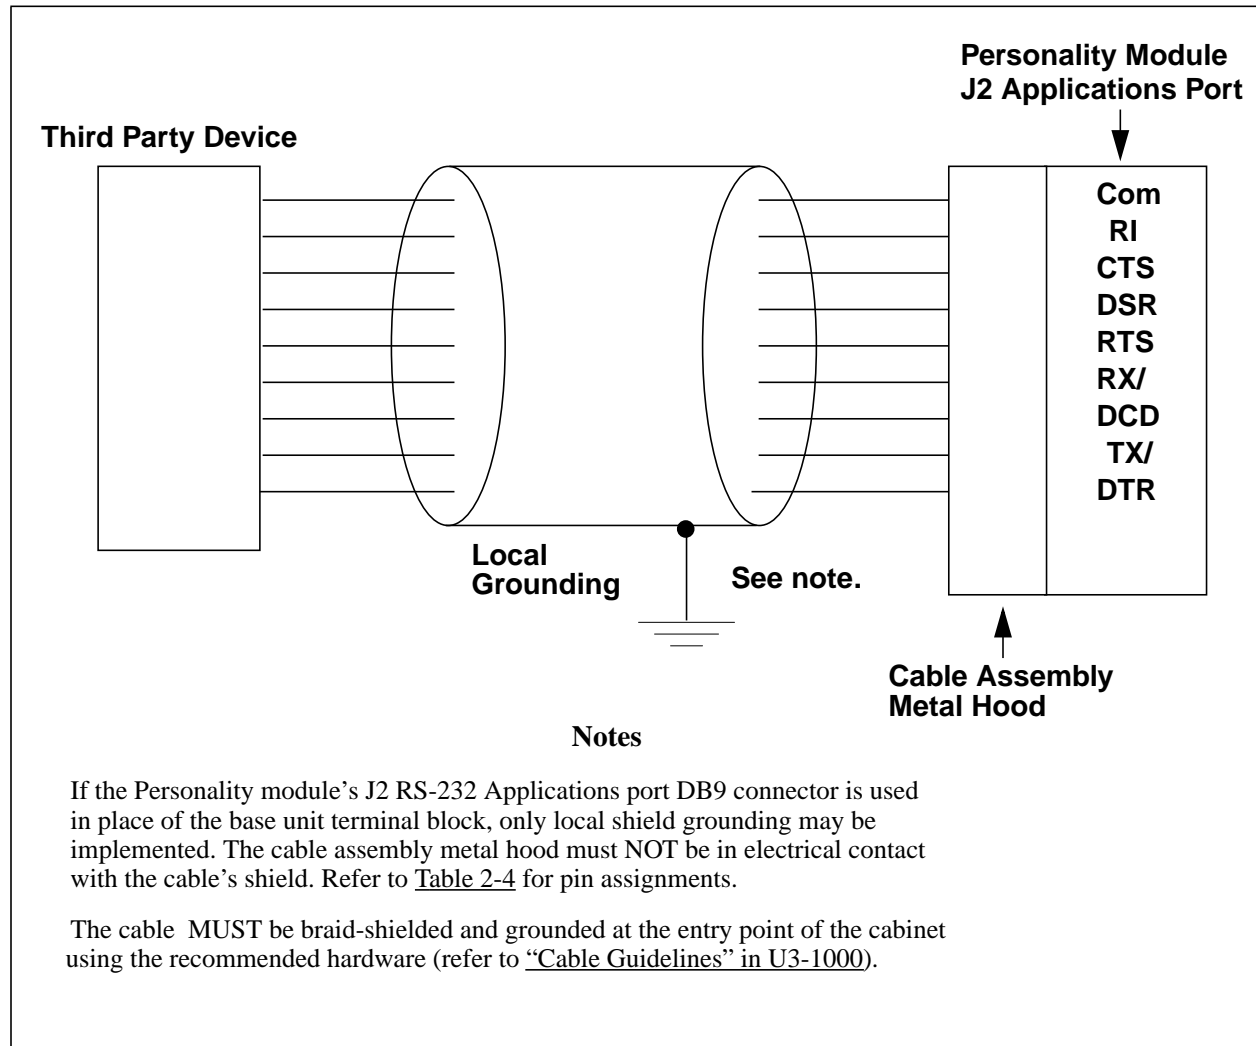 Personality Module
J2 Applications Port
Third Party Device
Com
RI
CTS
DSR
RTS
RX/
DCD
TX/
DTR
Local
Grounding
See note.
Cable Assembly
Metal Hood
Notes
If the Personality module’s J2 RS-232 Applications port DB9 connector is used
in place of the base unit terminal block, only local shield grounding may be
implemented. The cable assembly metal hood must NOT be in electrical contact
with the cable’s shield. Refer to Table 2-4 for pin assignments.
The cable MUST be braid-shielded and grounded at the entry point of the cabinet
using the recommended hardware (refer to “Cable Guidelines” in U3-1000).